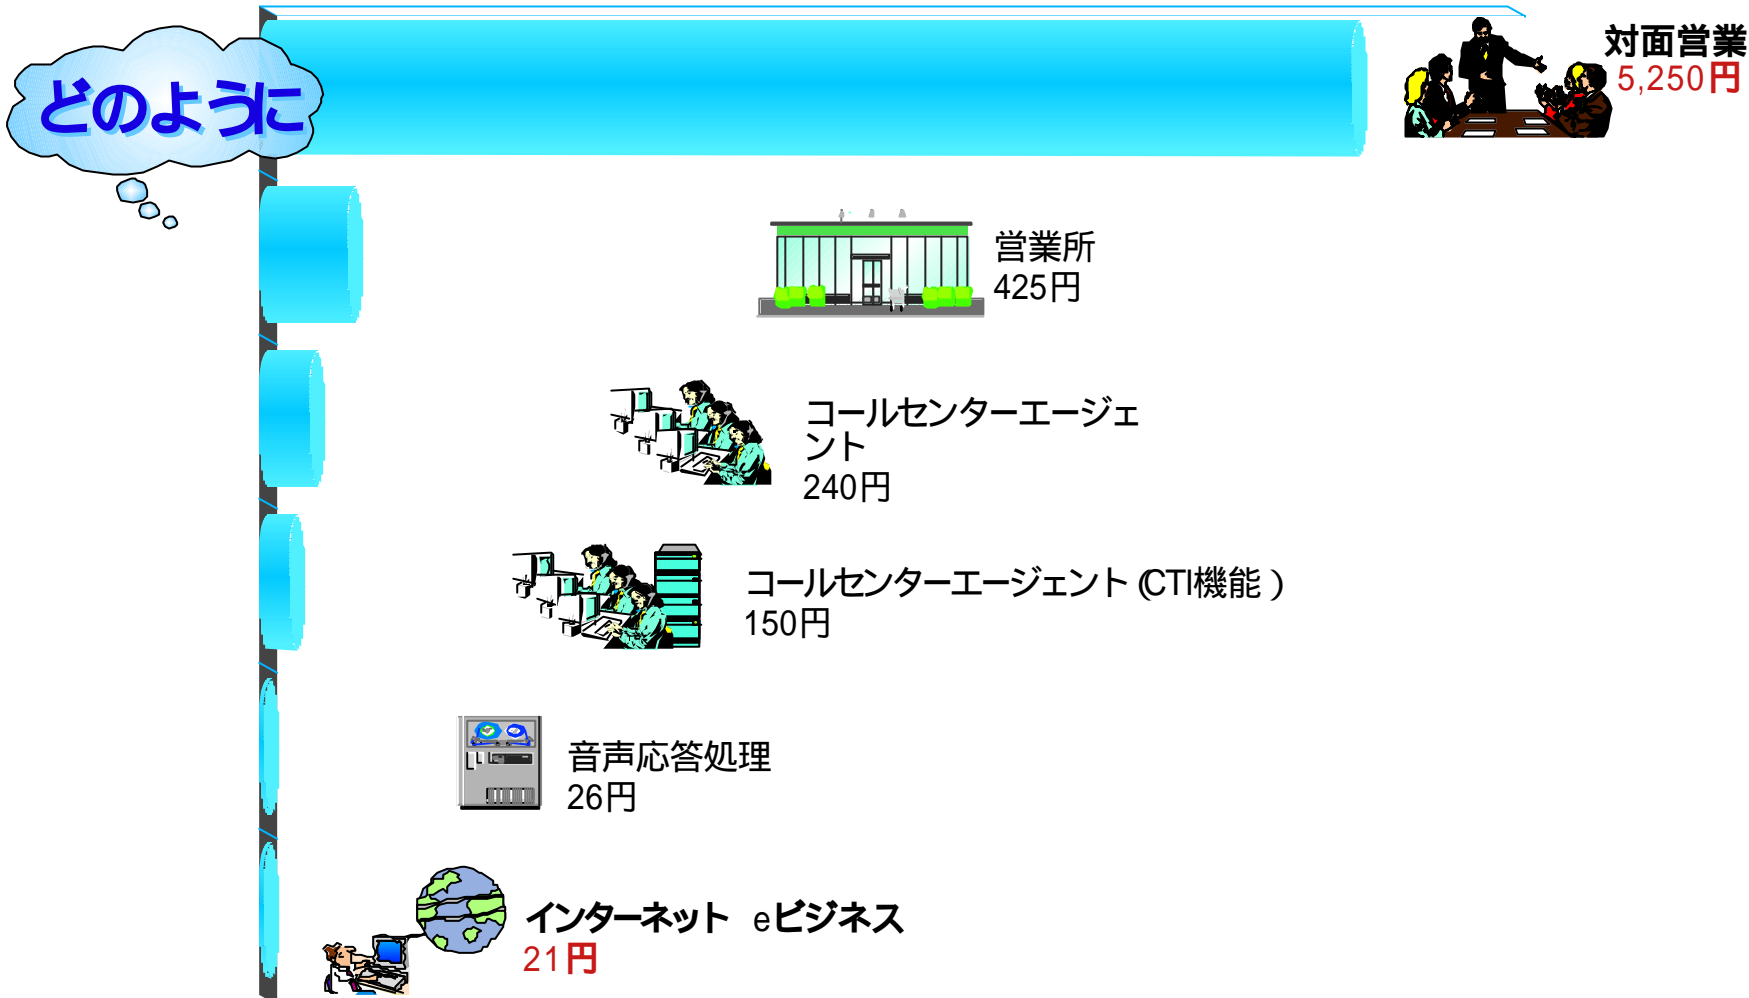 どのように
対面営業
5,250円
営業所
425円
コールセンターエージェ
ント
240円
コールセンターエージェント (CTI機能 )
150円
音声応答処理
26円
インターネット eビジネス
21円